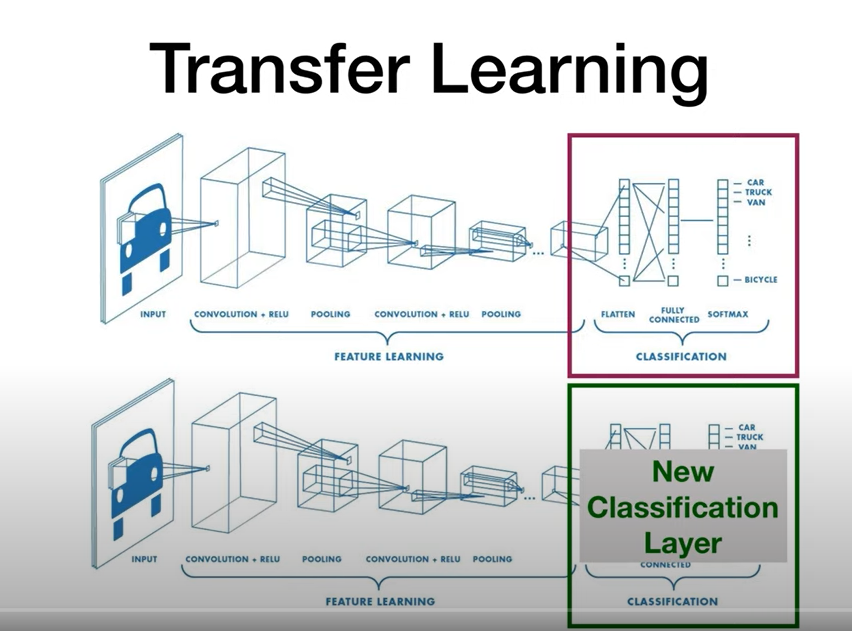 Transfer Learning
CAR
TRUCK
VAN
BICYCLE
INPUT
CONVOLUTION + RELU
POOLING
CONVOLUTION + RELU
POOLING
...
FLATTEN
FULLY
CONNECTED
SOFTMAX
FEATURE LEARNING
CLASSIFICATION
CAR
TRUCK
VAN
New
Classification
Layer
...
INPUT
CONVOLUTION + RELU
POOLING
CONVOLUTION + RELU
POOLING
CONNECTED
FEATURE LEARNING
CLASSIFICATION